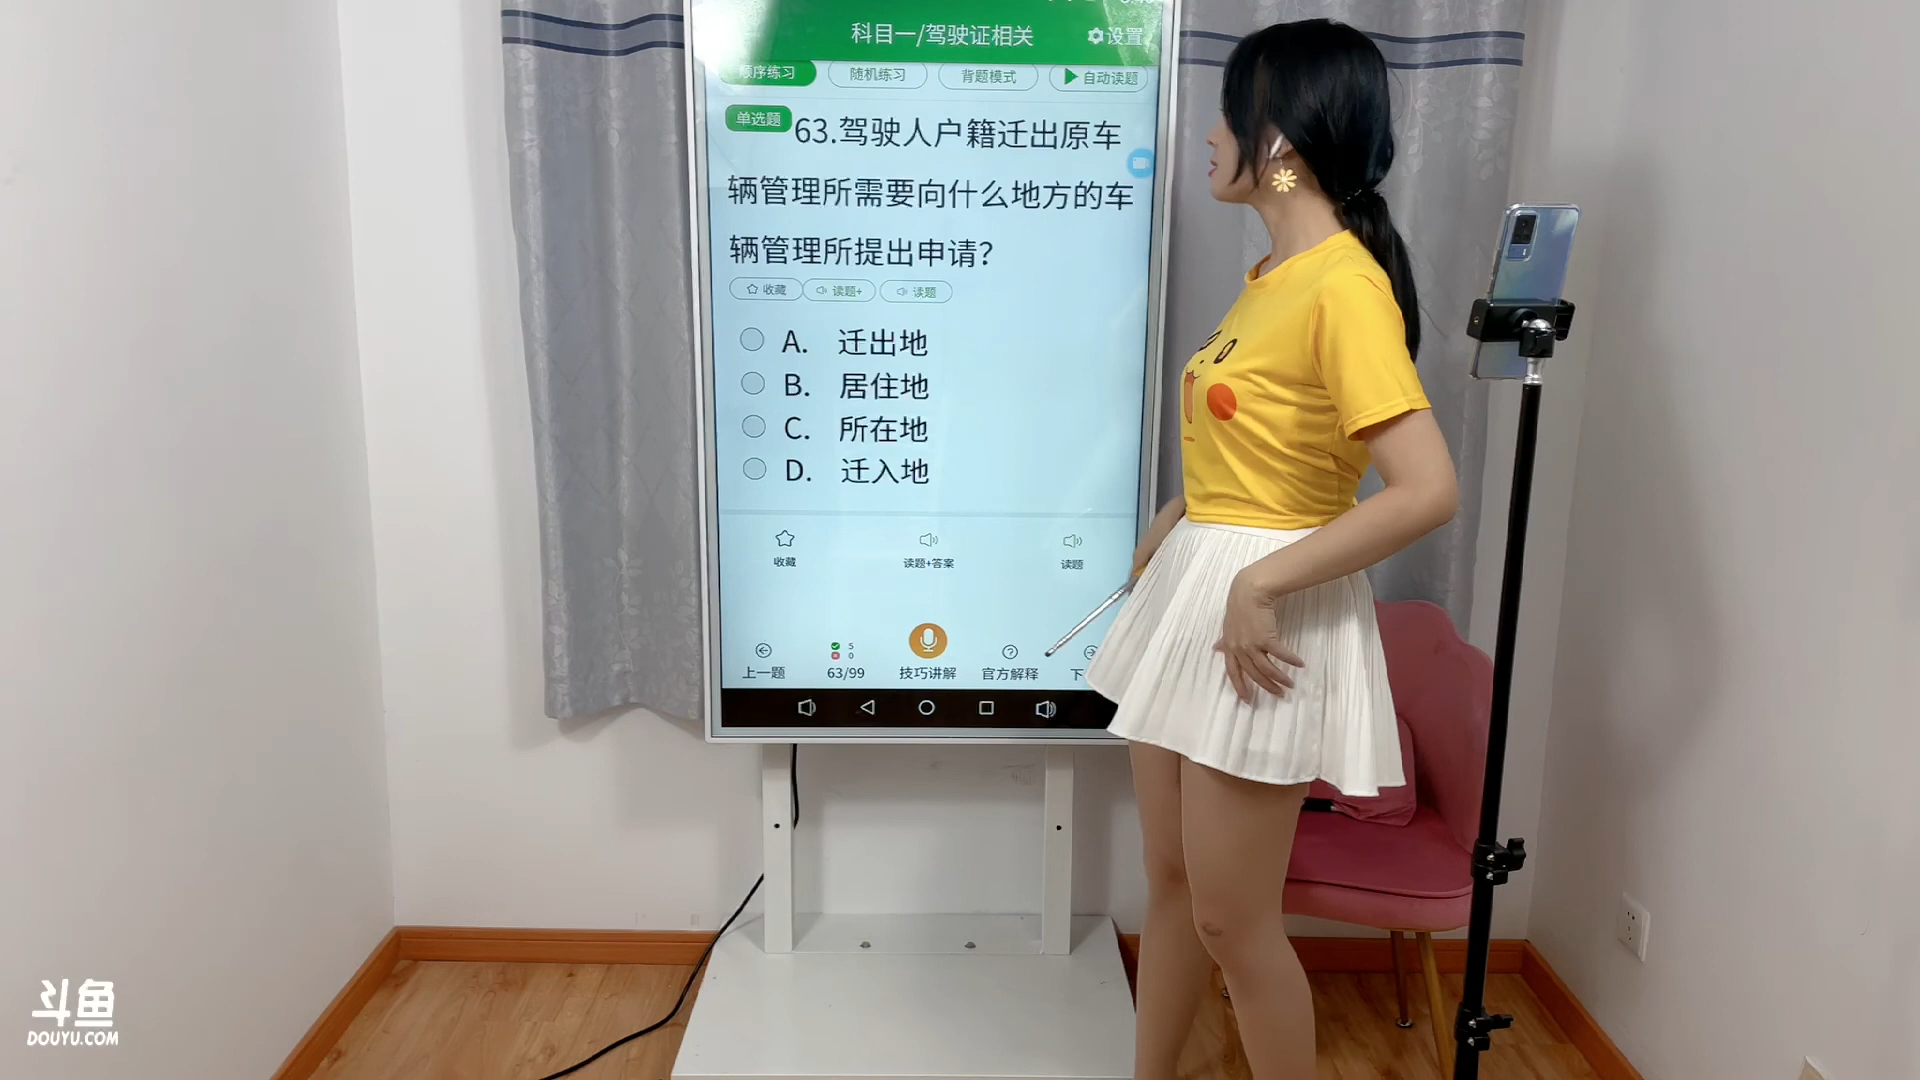 科目一/驾驶证相关
设置
顺序练习
随机练习
背题模式
自动读题
单选题
63.驾驶人户籍迁出原车
辆管理所需要向什么地方的车
辆管理所提出申请?
收藏
读题+
读题
A. 迁出地
B. 居住地
C. 所在地
D. 迁入地
收藏
读题+答案
读题
5
0
上一题
63/99
技巧讲解
官方解释
下
斗鱼
DOUYU.COM